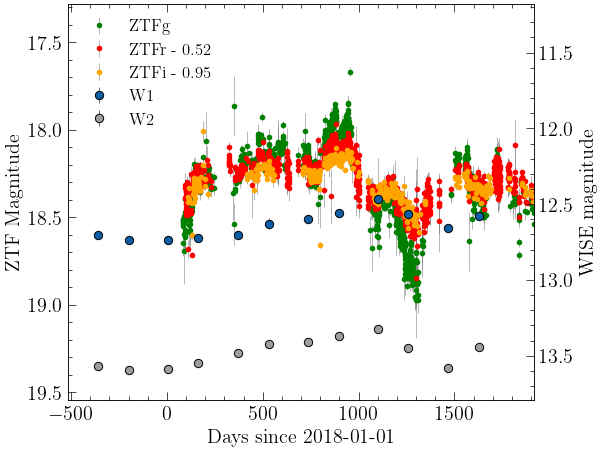 ZTFg
ZTFr - 0.52
ZTFi - 0.95
W1
W2
17.5
18.0
18.5
19.0
19.5
ZTF Magnitude
11.5
12.0
12.5
13.0
13.5
WISE magnitude
−500
0
500
1000
1500
Days since 2018-01-01